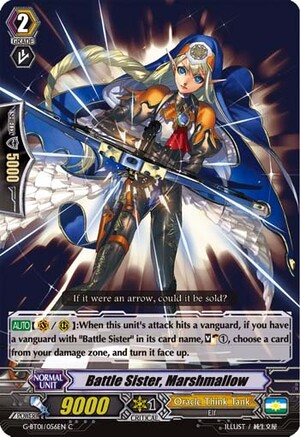 2
GRADE
5000
SHIELD
If it were an arrow, could it be sold?
AUTO [V/R]:When this unit's attack hits a vanguard, if you have
a vanguard with "Battle Sister" in its card name, ①, choose a card
from your damage zone, and turn it face up.
NORMAL
UNIT
Battle Sister, Marshmallow
POWER
9000
1
CRITICAL
Oracle Think Tank
Elf
G-BT01/056EN C
ILLUST / 純生文屋